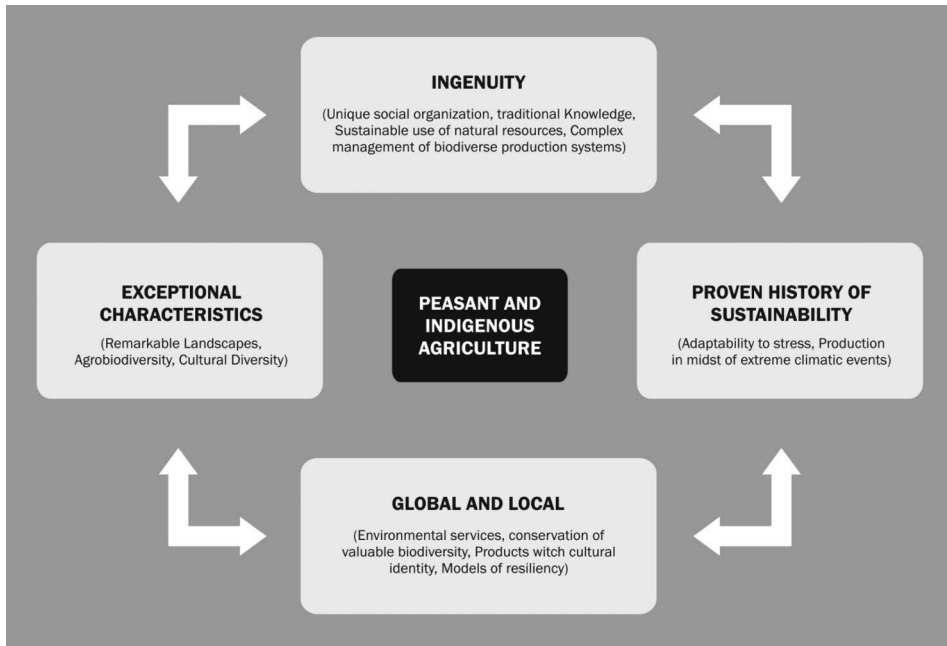 INGENUITY
(Unique social organization, traditional Knowledge,
Sustainable use of natural resources, Complex
management of biodiverse production systems)
EXCEPTIONAL
CHARACTERISTICS
(Remarkable Landscapes,
Agrobiodiversity, Cultural Diversity)
PEASANT AND
INDIGENOUS
AGRICULTURE
PROVEN HISTORY OF
SUSTAINABILITY
(Adaptability to stress, Production
in midst of extreme climatic events)
GLOBAL AND LOCAL
(Environmental services, conservation of
valuable biodiversity, Products witch cultural
identity, Models of resiliency)